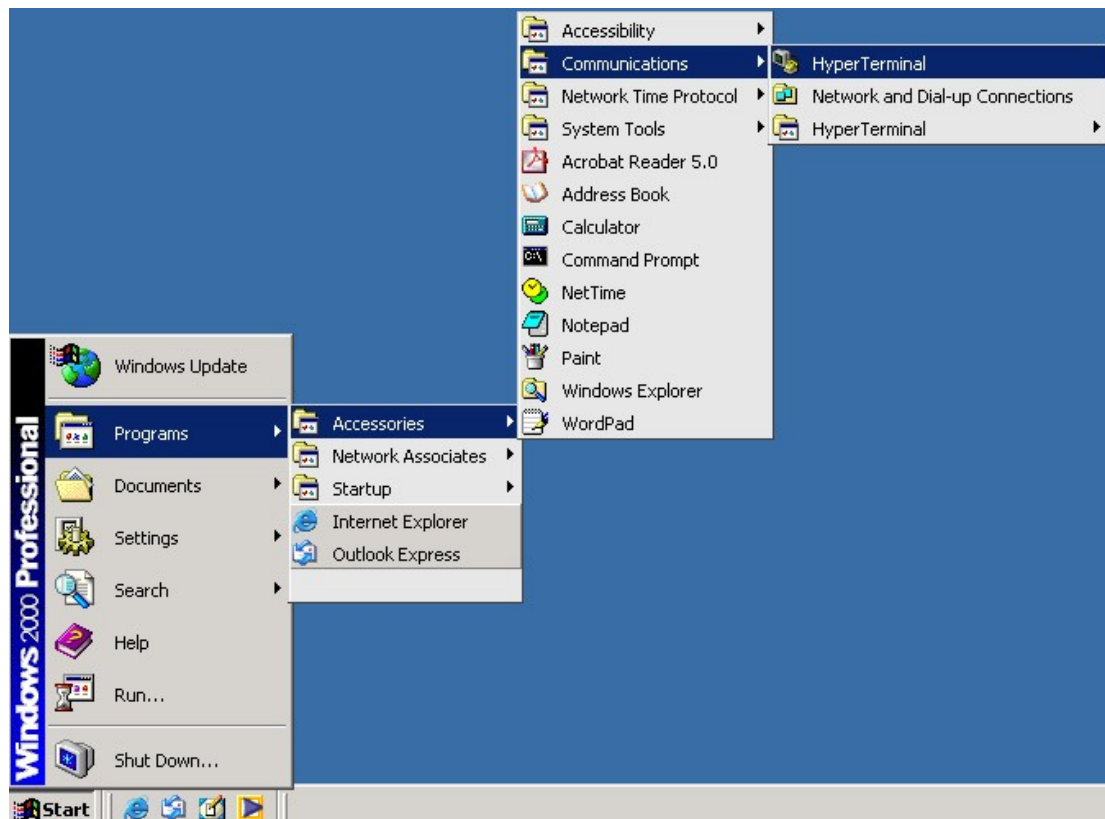 Accessibility
Communications
Network Time Protocol
System Tools
Acrobat Reader 5.0
Address Book
Calculator
Command Prompt
NetTime
Notepad
Paint
Windows Explorer
WordPad
HyperTerminal
Network and Dial-up Connections
HyperTerminal
Windows Update
Programs
Documents
Settings
Search
Help
Run...
Shut Down...
Accessories
Network Associates
Startup
Internet Explorer
Outlook Express
Windows 2000 Professional
Start